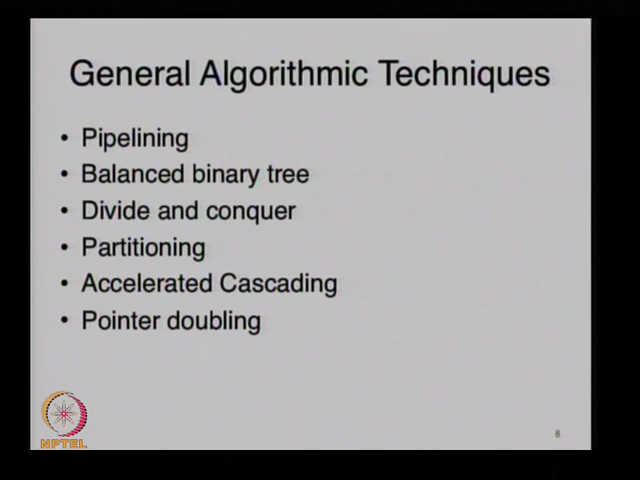 General Algorithmic Techniques
• Pipelining
• Balanced binary tree
• Divide and conquer
• Partitioning
• Accelerated Cascading
• Pointer doubling
NPTEL
8